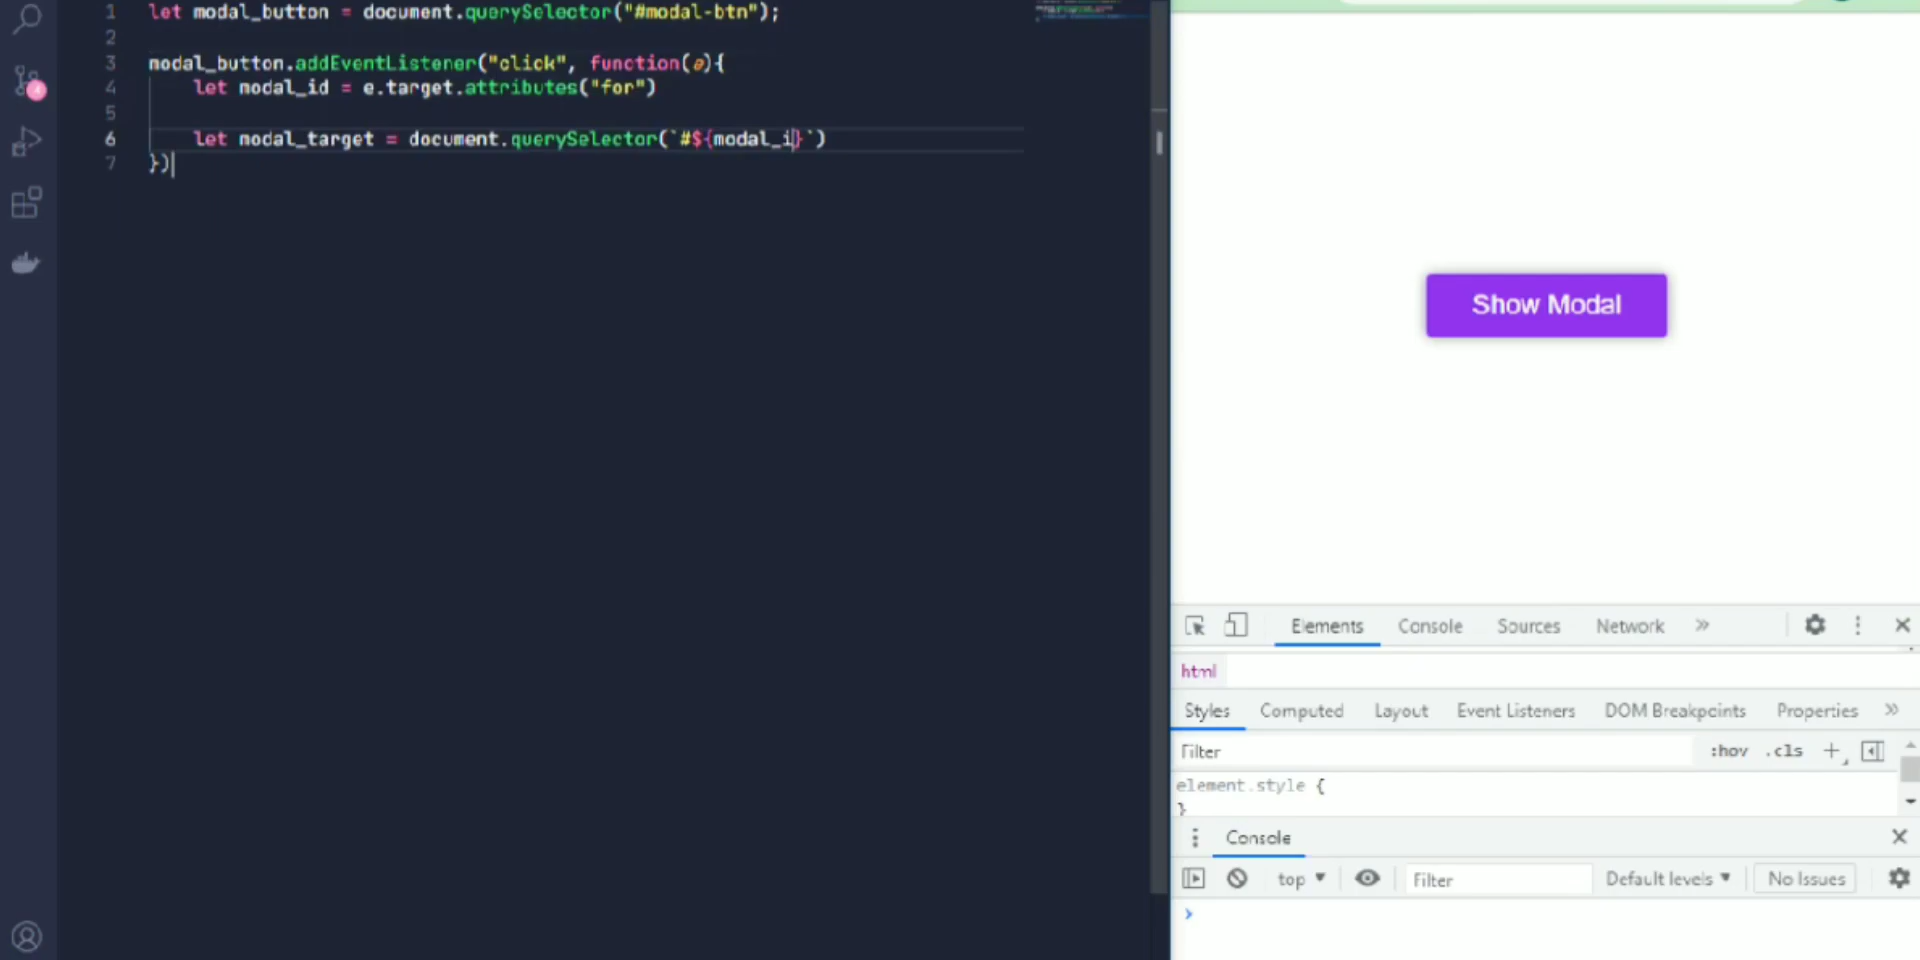 1 let modal_button = document.querySelector("#modal-btn");
2
3 modal_button.addEventListener("click", function(e){
4 let modal_id = e.target.attributes("for")
5
6 let modal_target = document.querySelector(`#${modal_i}`)
7 })
Show Modal
Elements Console Sources Network »
html
Styles Computed Layout Event Listeners DOM Breakpoints Properties »
Filter :hov .cls +
element.style {
}
Console
top Filter Default levels No Issues